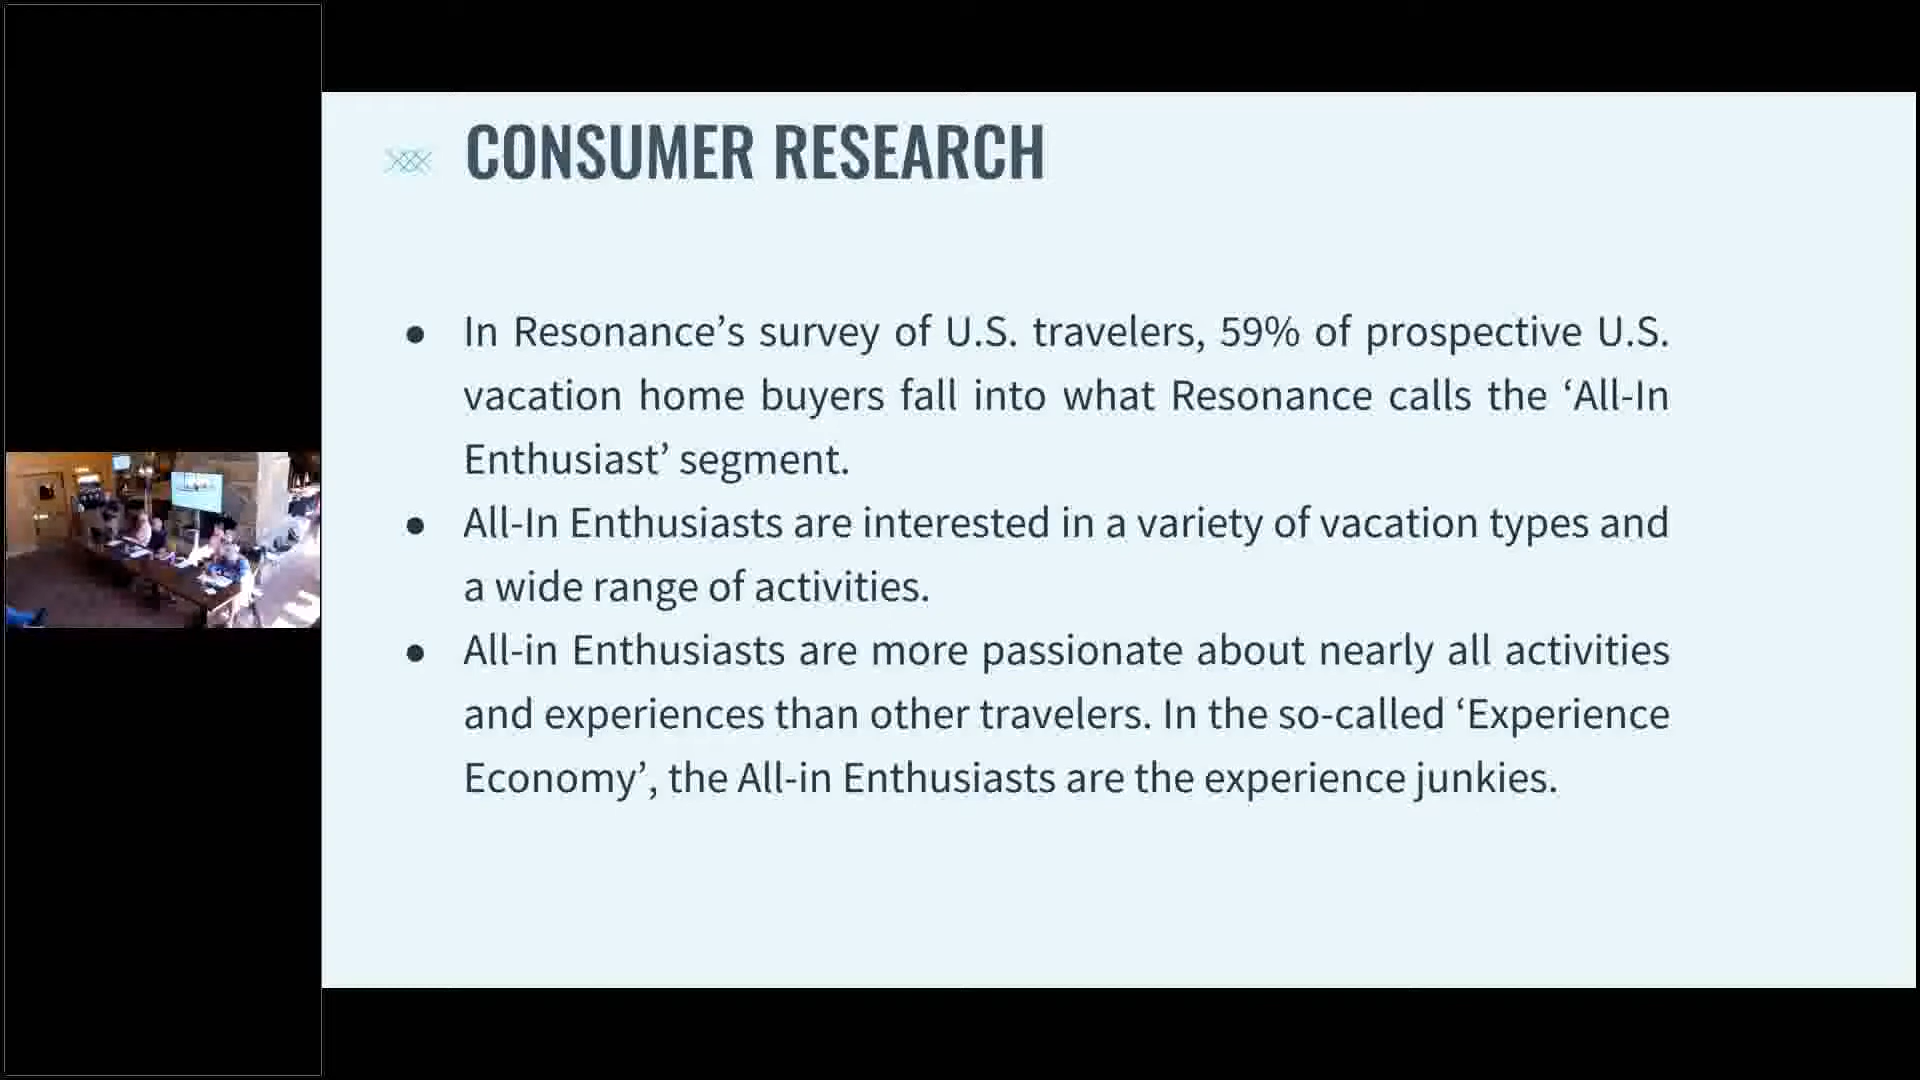 CONSUMER RESEARCH
● In Resonance’s survey of U.S. travelers, 59% of prospective U.S.
vacation home buyers fall into what Resonance calls the ‘All-In
Enthusiast’ segment.
● All-In Enthusiasts are interested in a variety of vacation types and
a wide range of activities.
● All-in Enthusiasts are more passionate about nearly all activities
and experiences than other travelers. In the so-called ‘Experience
Economy’, the All-in Enthusiasts are the experience junkies.